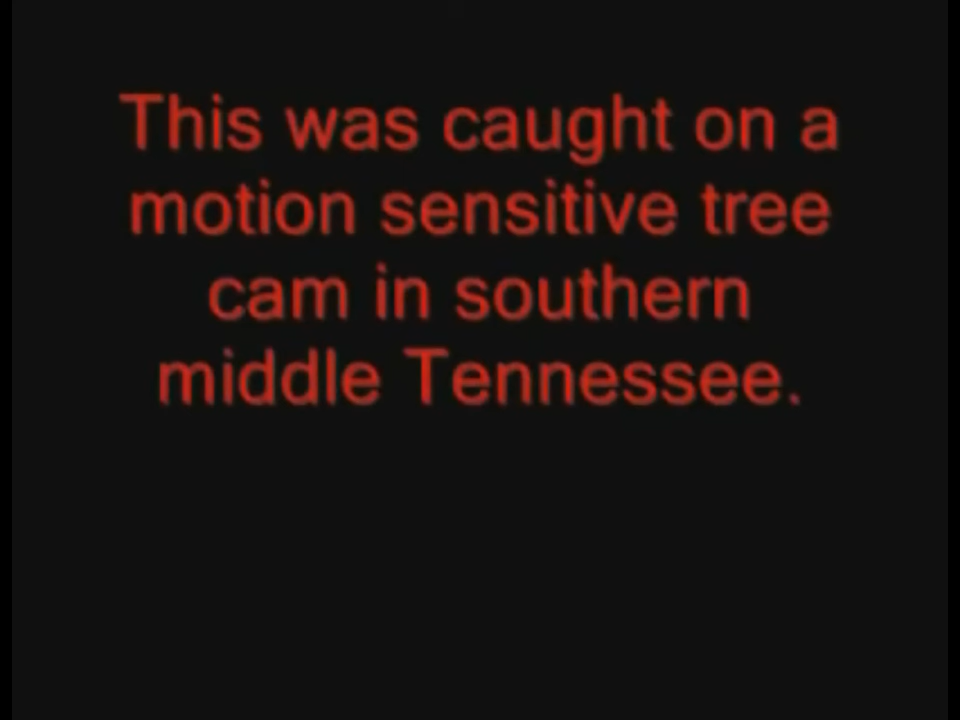 This was caught on a
motion sensitive tree
cam in southern
middle Tennessee.